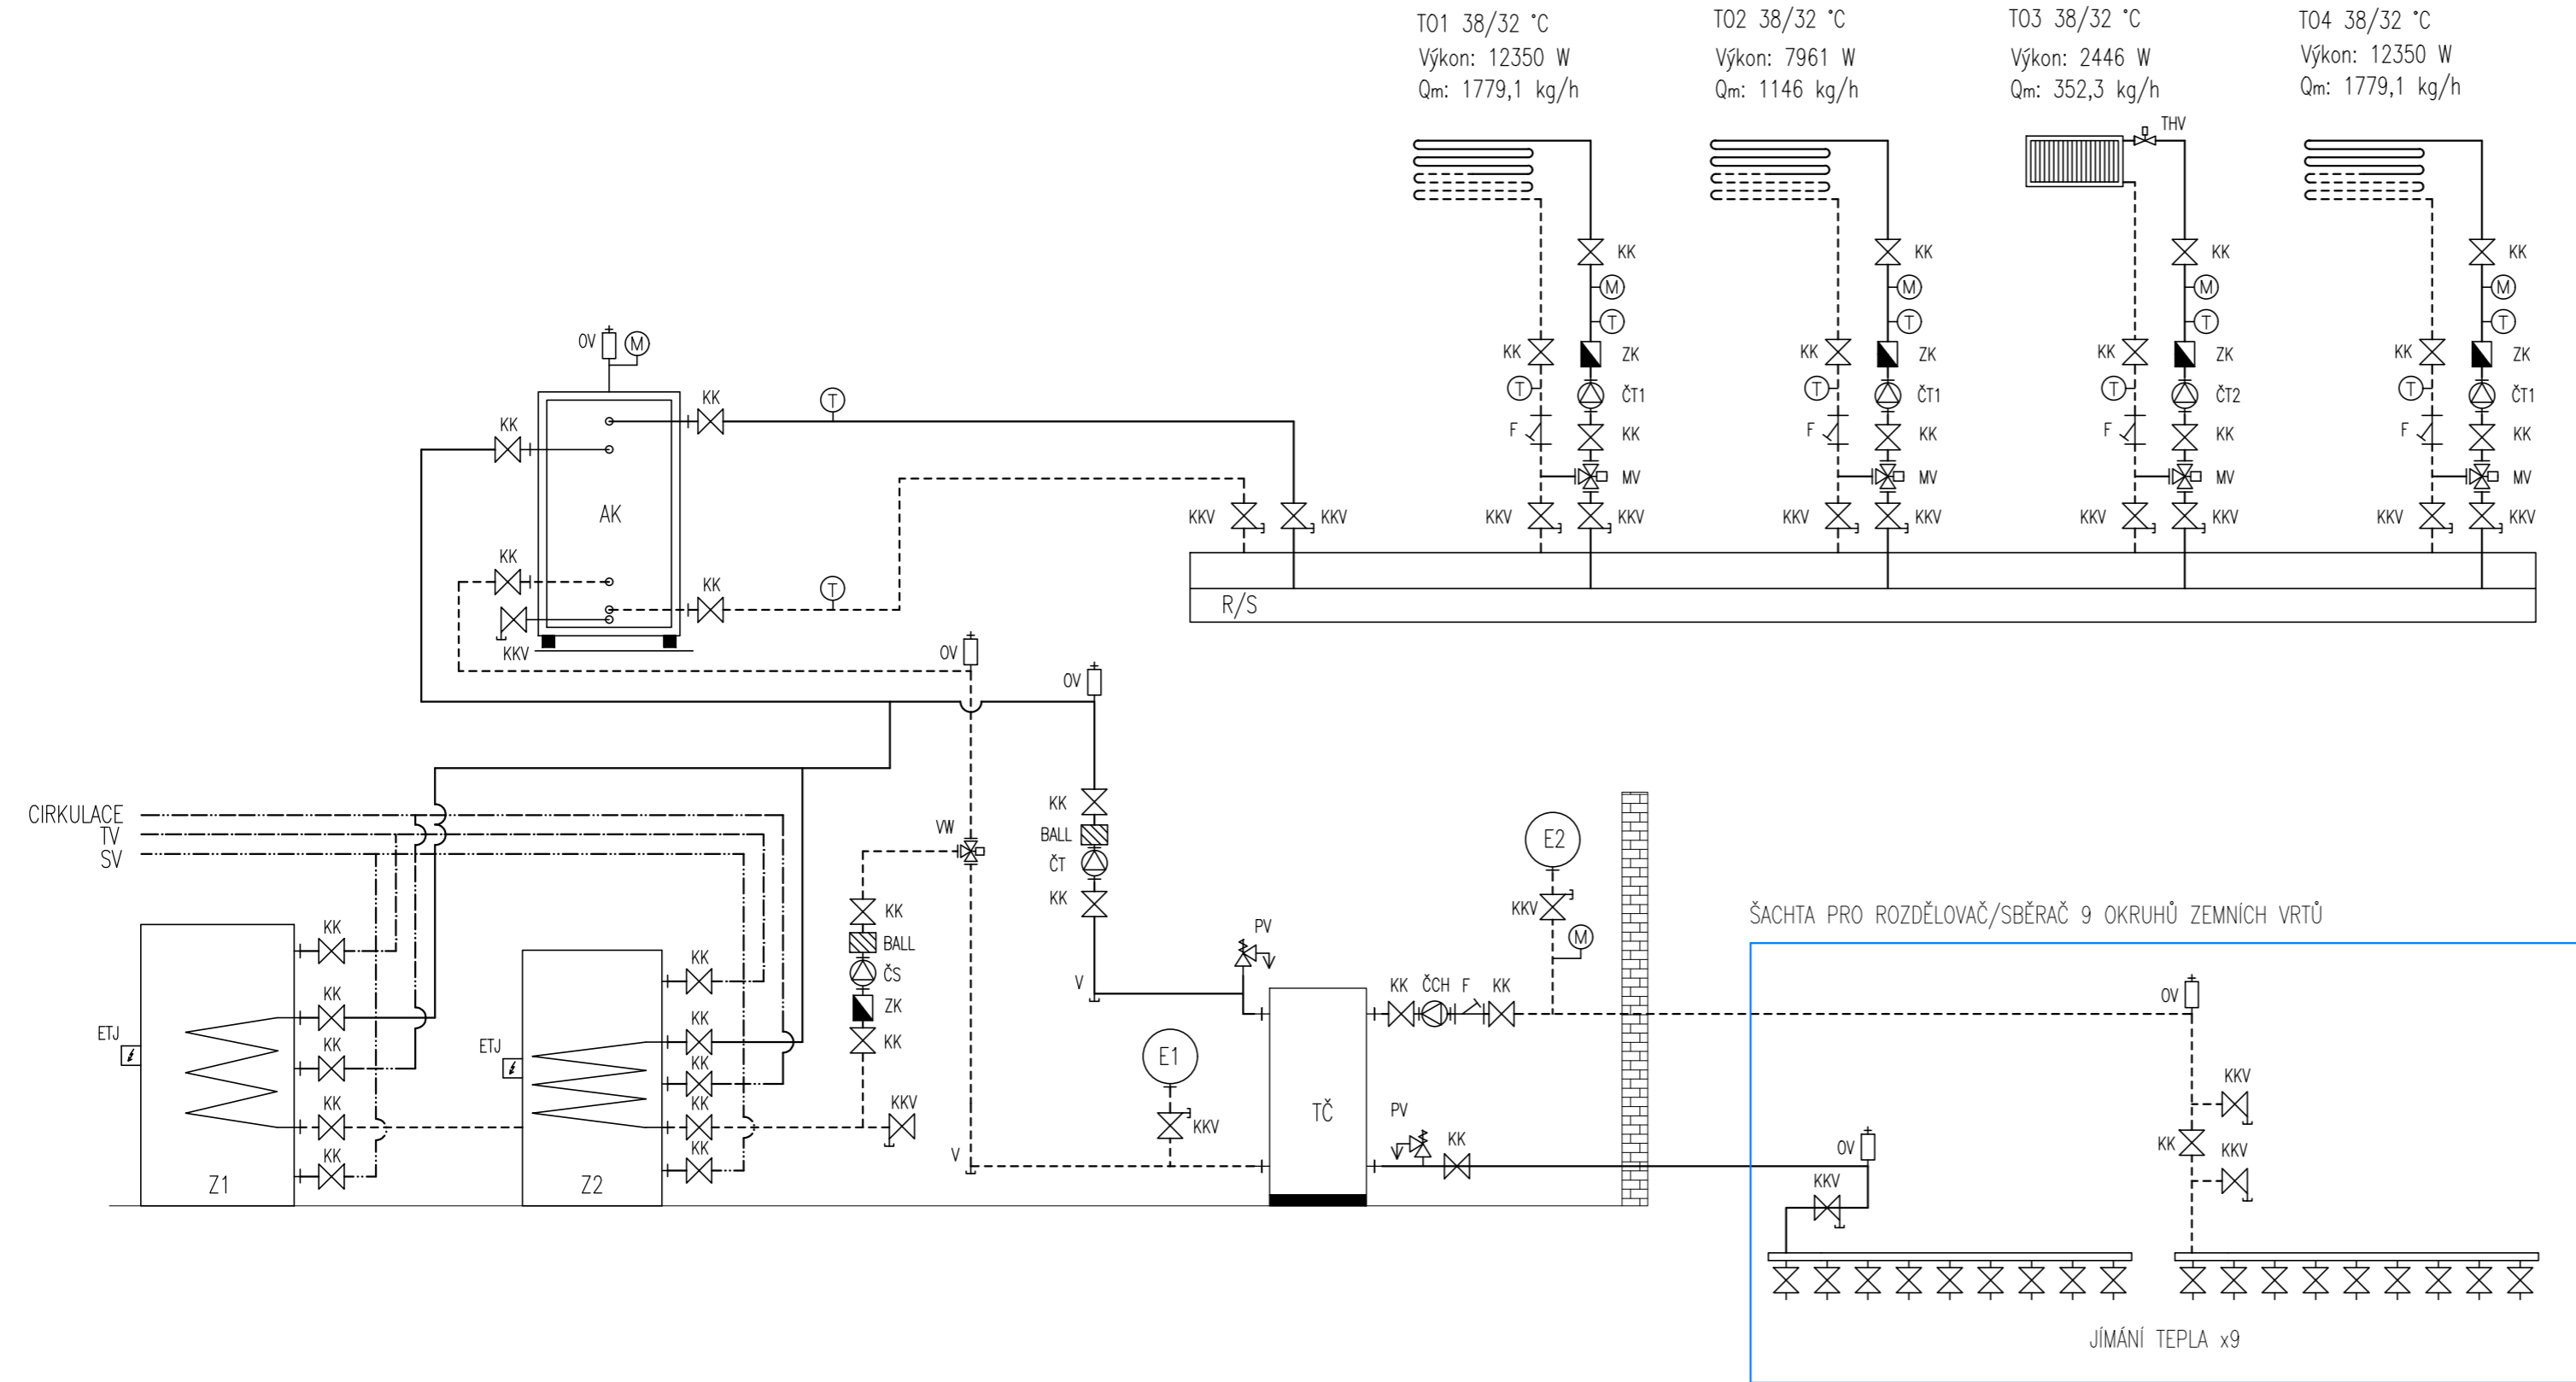 TO1 38/32 °C
Výkon: 12350 W
Qm: 1779,1 kg/h
TO2 38/32 °C
Výkon: 7961 W
Qm: 1146 kg/h
TO3 38/32 °C
Výkon: 2446 W
Qm: 352,3 kg/h
TO4 38/32 °C
Výkon: 12350 W
Qm: 1779,1 kg/h
THV
KK
KK
KK
KK
M
M
M
M
T
T
T
T
KK
ZK
KK
ZK
KK
ZK
KK
ZK
T
ČT1
T
ČT1
T
ČT2
T
ČT1
F
KK
F
KK
F
KK
F
KK
MV
MV
MV
MV
KKV
KKV
KKV
KKV
KKV
KKV
KKV
KKV
KKV
KKV
R/S
OV
M
KK
KK
T
AK
KK
KK
T
KKV
OV
OV
CIRKULACE
TV
SV
VW
KK
BALL
ČT
KK
V
KK
BALL
ČS
ZK
KK
KKV
V
KK
KK
KK
KK
KK
ETJ
Z1
KK
KK
KK
KK
KK
ETJ
Z2
E1
KKV
PV
TČ
KK
ČCH
F
KK
E2
KKV
M
PV
KK
ŠACHTA PRO ROZDĚLOVAČ/SBĚRAČ 9 OKRUHŮ ZEMNÍCH VRTŮ
OV
KKV
KK
KKV
OV
KKV
JÍMÁNÍ TEPLA x9